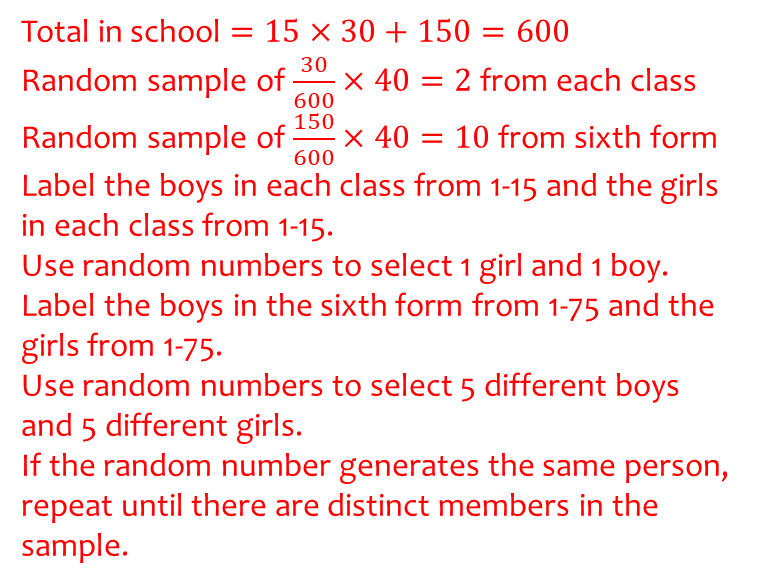 Total in school = 15 × 30 + 150 = 600
Random sample of 30/600 × 40 = 2 from each class
Random sample of 150/600 × 40 = 10 from sixth form
Label the boys in each class from 1-15 and the girls
in each class from 1-15.
Use random numbers to select 1 girl and 1 boy.
Label the boys in the sixth form from 1-75 and the
girls from 1-75.
Use random numbers to select 5 different boys
and 5 different girls.
If the random number generates the same person,
repeat until there are distinct members in the
sample.